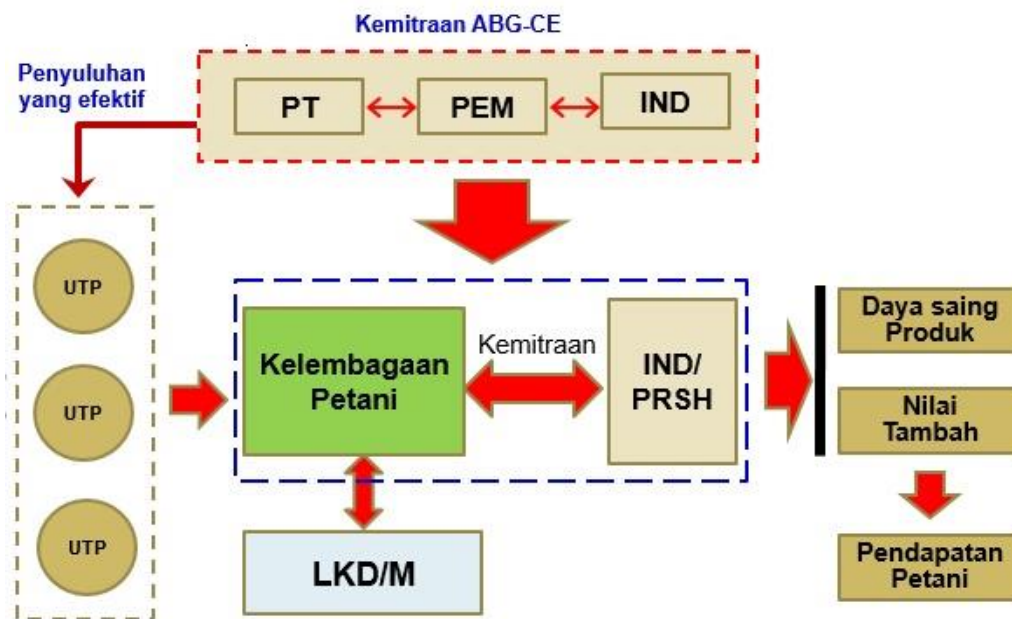 Kemitraan ABG-CE
Penyuluhan
yang efektif
PT
PEM
IND
UTP
UTP
UTP
Kelembagaan
Petani
Kemitraan
IND/
PRSH
LKD/M
Daya saing
Produk
Nilai
Tambah
Pendapatan
Petani